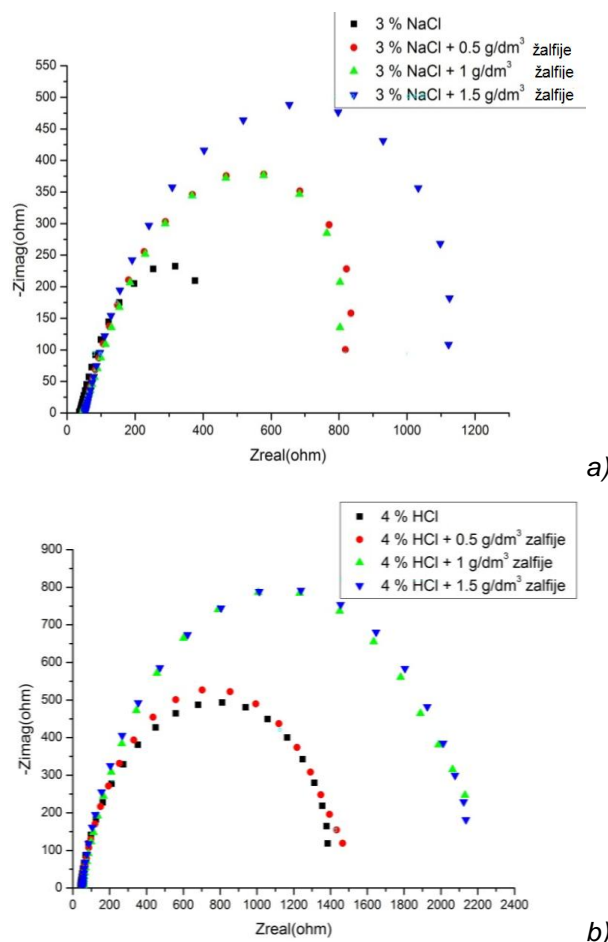 3 % NaCl
3 % NaCl + 0.5 g/dm³ žalfije
3 % NaCl + 1 g/dm³ žalfije
3 % NaCl + 1.5 g/dm³ žalfije
550
500
450
400
350
300
250
200
150
100
50
0
-Zimag(ohm)
0 200 400 600 800 1000 1200
Zreal(ohm)
a)
4 % HCl
4 % HCl + 0.5 g/dm³ zalfije
4 % HCl + 1 g/dm³ zalfije
4 % HCl + 1.5 g/dm³ zalfije
900
800
700
600
500
400
300
200
100
0
-Zimag(ohm)
0 200 400 600 800 1000 1200 1400 1600 1800 2000 2200 2400
Zreal(ohm)
b)